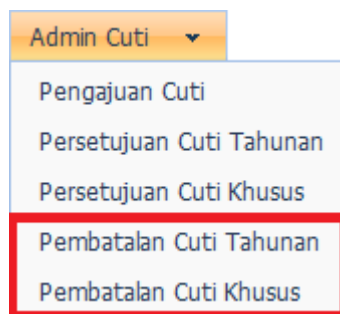 Admin Cuti
Pengajuan Cuti
Persetujuan Cuti Tahunan
Persetujuan Cuti Khusus
Pembatalan Cuti Tahunan
Pembatalan Cuti Khusus